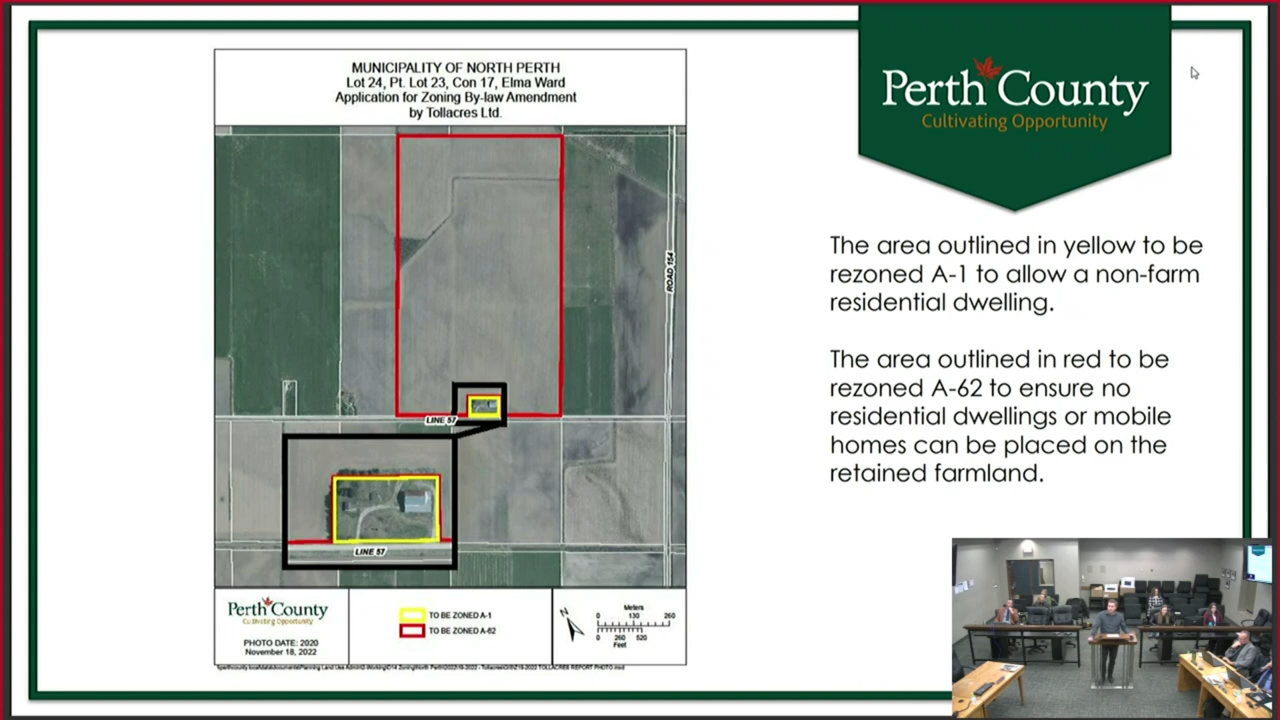 MUNICIPALITY OF NORTH PERTH
Lot 24, Pt. Lot 23, Con 17, Elma Ward
Application for Zoning By-law Amendment
by Tollacres Ltd.
ROAD 154
LINE 57
LINE 57
Perth County
Cultivating Opportunity
PHOTO DATE: 2020
November 18, 2022
TO BE ZONED A-1
TO BE ZONED A-62
N
Meters
0 130 260
0 260 520
Feet
Perth County
Cultivating Opportunity
The area outlined in yellow to be
rezoned A-1 to allow a non-farm
residential dwelling.
The area outlined in red to be
rezoned A-62 to ensure no
residential dwellings or mobile
homes can be placed on the
retained farmland.